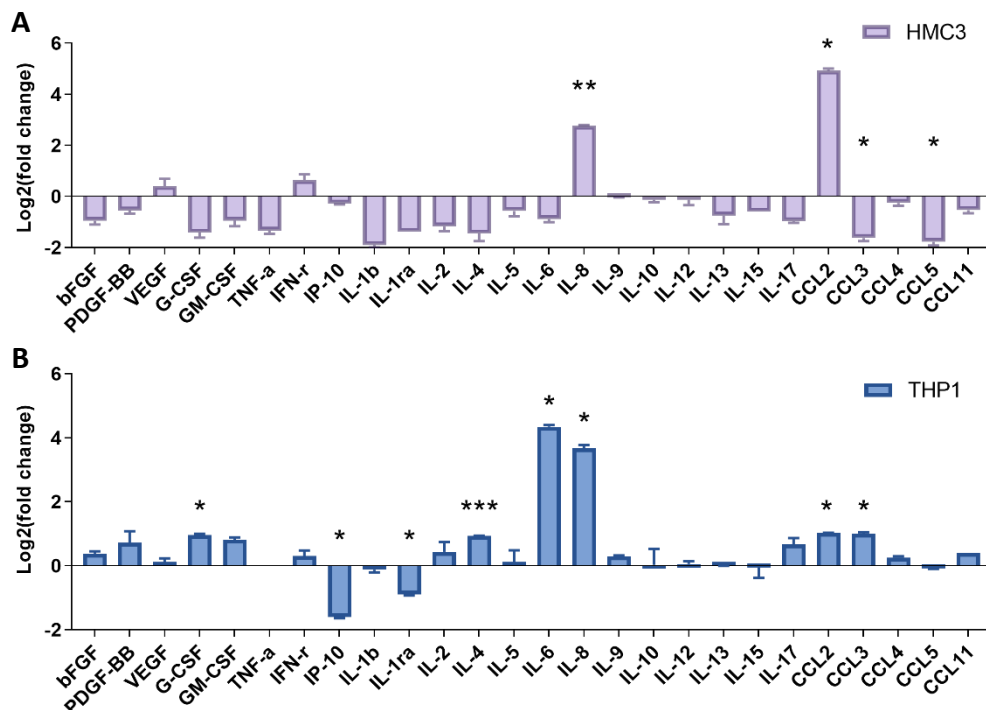 A
HMC3
Log2(fold change)
6
4
2
0
-2
*
**
*
*
bFGF
PDGF-BB
VEGF
G-CSF
GM-CSF
TNF-a
IFN-r
IP-10
IL-1b
IL-1ra
IL-2
IL-4
IL-5
IL-6
IL-8
IL-9
IL-10
IL-12
IL-13
IL-15
IL-17
CCL2
CCL3
CCL4
CCL5
CCL11
B
THP1
Log2(fold change)
6
4
2
0
-2
*
*
*
***
*
*
*
*
bFGF
PDGF-BB
VEGF
G-CSF
GM-CSF
TNF-a
IFN-r
IP-10
IL-1b
IL-1ra
IL-2
IL-4
IL-5
IL-6
IL-8
IL-9
IL-10
IL-12
IL-13
IL-15
IL-17
CCL2
CCL3
CCL4
CCL5
CCL11